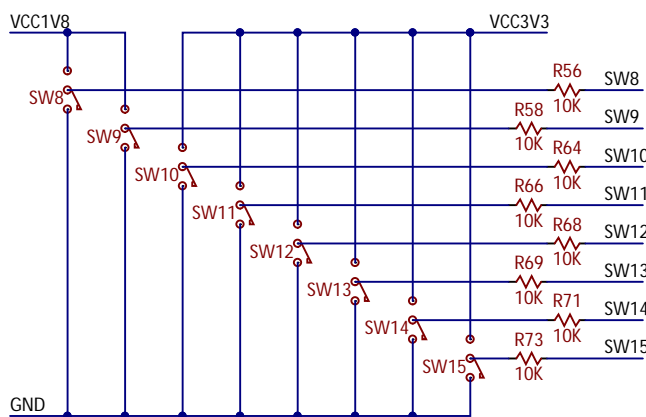 VCC1V8 VCC3V3
R56 SW8
SW8 10K
R58 SW9
SW9 10K
R64 SW10
SW10 10K
R66 SW11
SW11 10K
R68 SW12
SW12 10K
R69 SW13
SW13 10K
R71 SW14
SW14 10K
R73 SW15
SW15 10K
GND